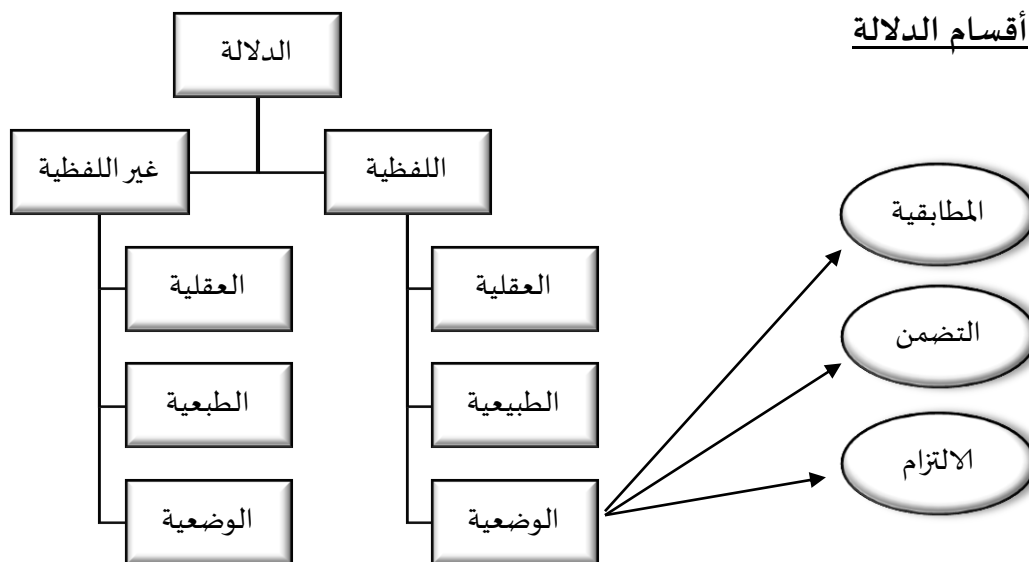 أقسام الدلالة
الدلالة
اللفظية
غير اللفظية
العقلية
الطبيعية
الوضعية
العقلية
الطبعية
الوضعية
المطابقية
التضمن
الالتزام